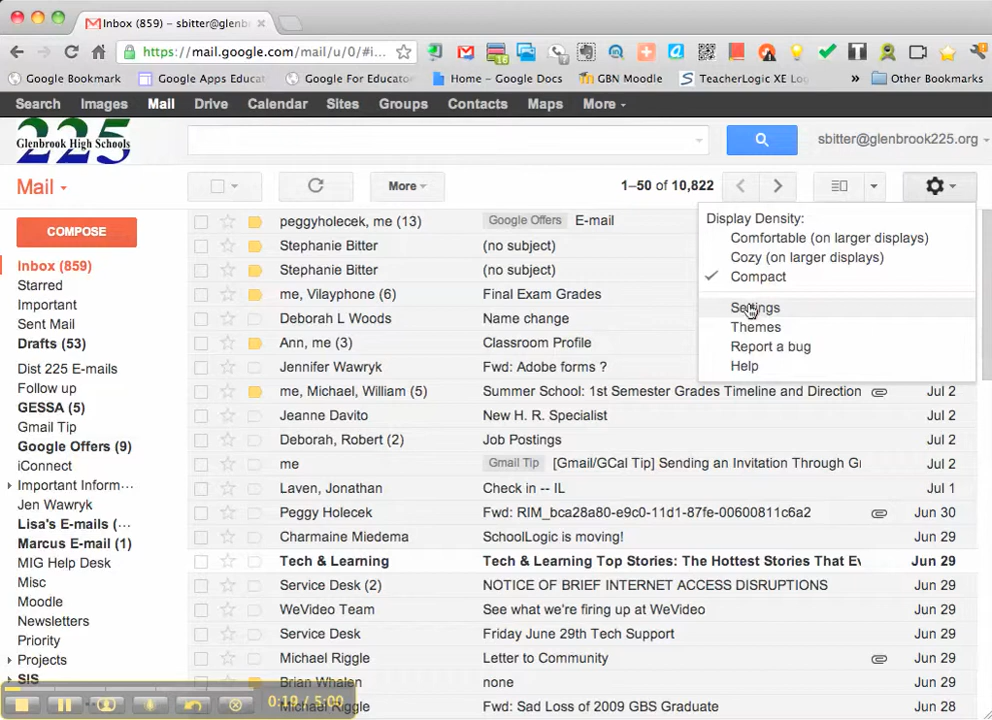 Inbox (859) – sbitter@glenb
https://mail.google.com/mail/u/0/#i...
Google Bookmark
Google Apps Educat
Google For Educator
Home – Google Docs
GBN Moodle
TeacherLogic XE Log
»
Other Bookmarks
Search Images Mail Drive Calendar Sites Groups Contacts Maps More
225
Glenbrook High Schools
sbitter@glenbrook225.org
Mail
More
1–50 of 10,822
COMPOSE
Inbox (859)
Starred
Important
Sent Mail
Drafts (53)
Dist 225 E-mails
Follow up
GESSA (5)
Gmail Tip
Google Offers (9)
iConnect
Important Inform···
Jen Wawryk
Lisa's E-mails (···
Marcus E-mail (1)
MIG Help Desk
Misc
Moodle
Newsletters
Priority
Projects
SIS
peggyholecek, me (13) Google Offers E-mail
Stephanie Bitter (no subject)
Stephanie Bitter (no subject)
me, Vilayphone (6) Final Exam Grades
Deborah L Woods Name change
Ann, me (3) Classroom Profile
Jennifer Wawryk Fwd: Adobe forms ?
me, Michael, William (5) Summer School: 1st Semester Grades Timeline and Direction Jul 2
Jeanne Davito New H. R. Specialist Jul 2
Deborah, Robert (2) Job Postings Jul 2
me Gmail Tip [Gmail/GCal Tip] Sending an Invitation Through Gr Jul 2
Laven, Jonathan Check in -- IL Jul 1
Peggy Holecek Fwd: RIM_bca28a80-e9c0-11d1-87fe-00600811c6a2 Jun 30
Charmaine Miedema SchoolLogic is moving! Jun 29
Tech & Learning Tech & Learning Top Stories: The Hottest Stories That Ev Jun 29
Service Desk (2) NOTICE OF BRIEF INTERNET ACCESS DISRUPTIONS Jun 29
WeVideo Team See what we're firing up at WeVideo Jun 29
Service Desk Friday June 29th Tech Support Jun 29
Michael Riggle Letter to Community Jun 29
Brian Whalen none Jun 29
Michael Riggle Fwd: Sad Loss of 2009 GBS Graduate Jun 28
Display Density:
Comfortable (on larger displays)
Cozy (on larger displays)
Compact
Settings
Themes
Report a bug
Help
0:19 / 5:00